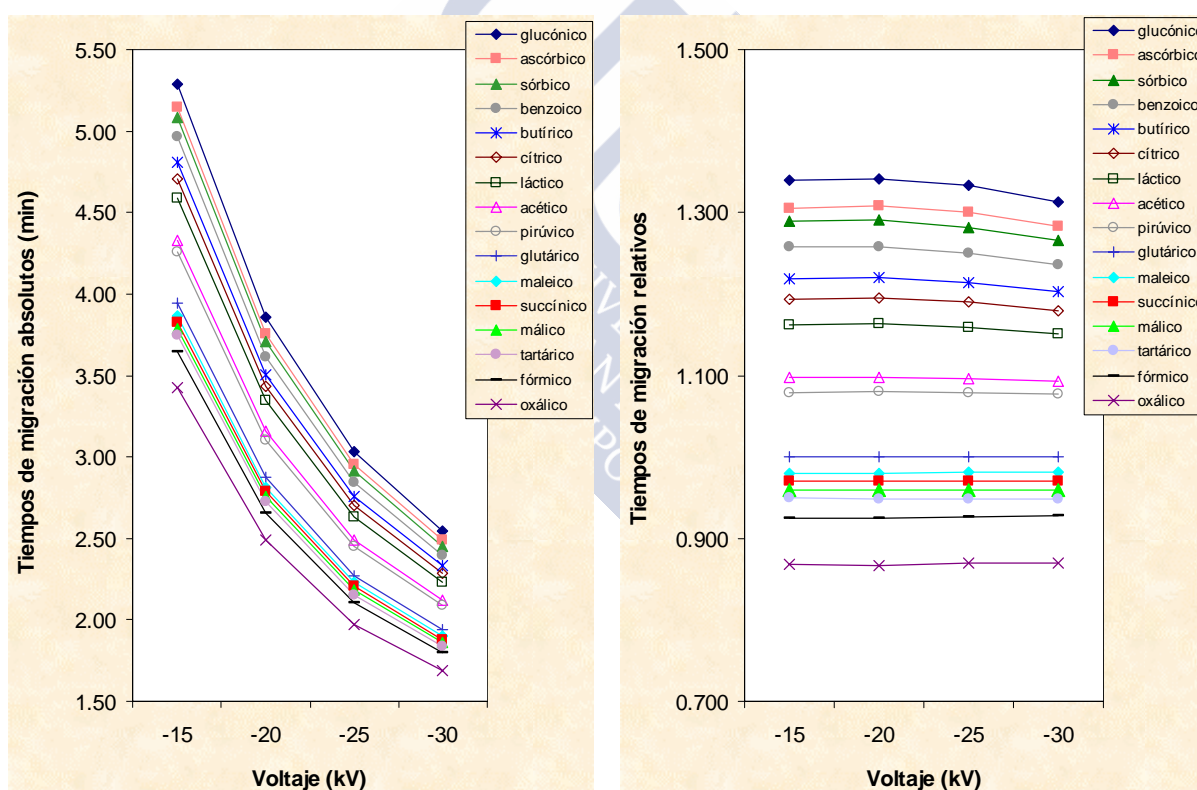 Tiempos de migración absolutos (min)
5.50
5.00
4.50
4.00
3.50
3.00
2.50
2.00
1.50
-15 -20 -25 -30
Voltaje (kV)
glucónico
ascórbico
sórbico
benzoico
butírico
cítrico
láctico
acético
pirúvico
glutárico
maleico
succínico
málico
tartárico
fórmico
oxálico
Tiempos de migración relativos
1.500
1.300
1.100
0.900
0.700
-15 -20 -25 -30
Voltaje (kV)
glucónico
ascórbico
sórbico
benzoico
butírico
cítrico
láctico
acético
pirúvico
glutárico
maleico
succínico
málico
tartárico
fórmico
oxálico